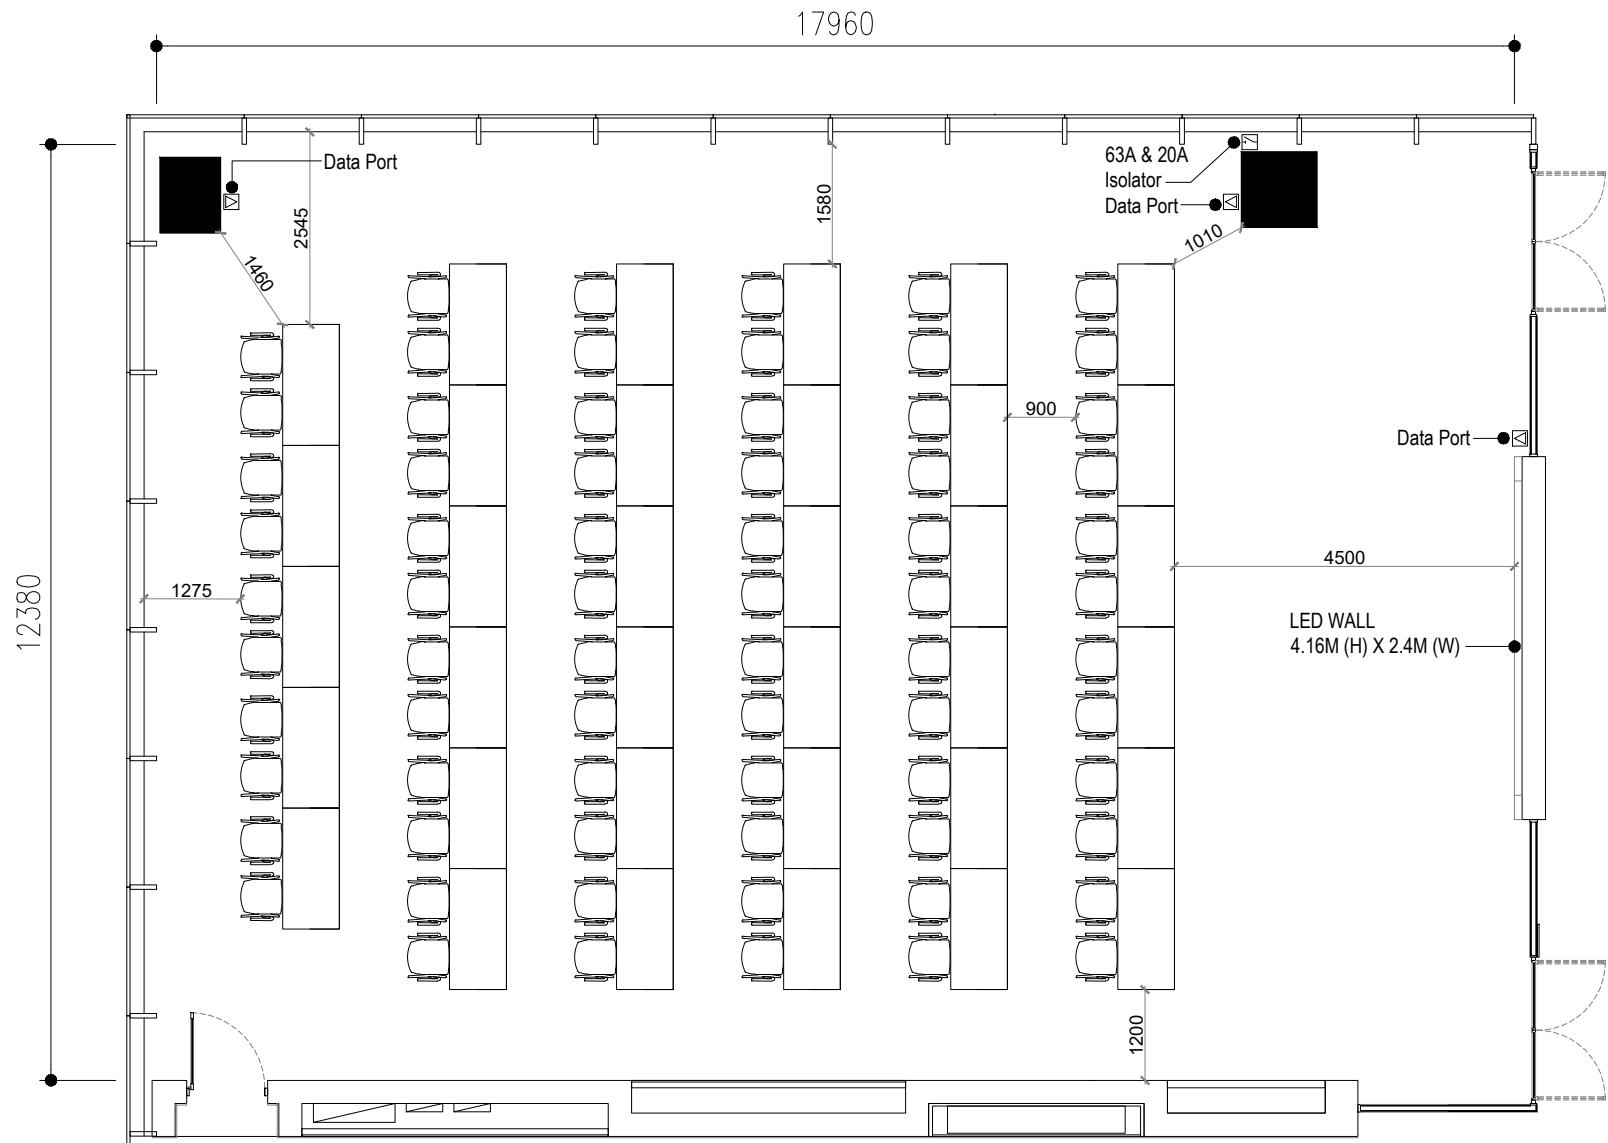 17960
Data Port
63A & 20A
Isolator
Data Port
2545
1580
1010
1460
900
Data Port
4500
12380
1275
LED WALL
4.16M (H) X 2.4M (W)
1200